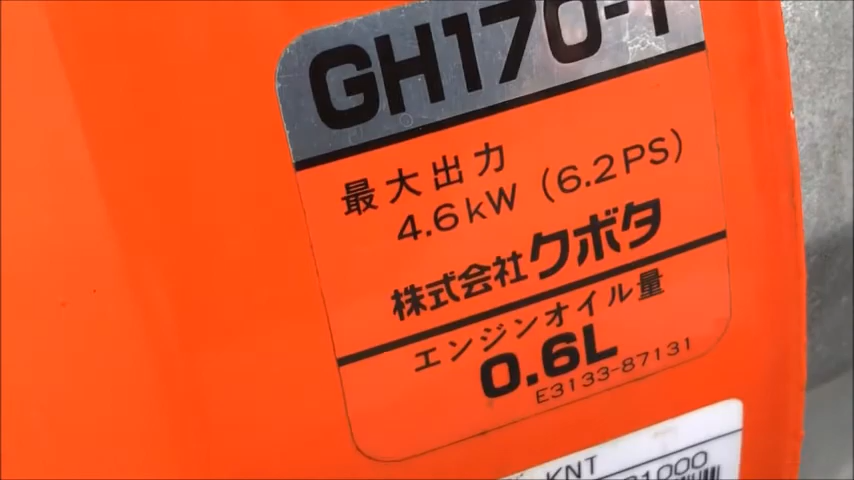 GH170-1
最大出力
4.6kW (6.2PS)
株式会社クボタ
エンジンオイル量
0.6L
E3133-87131
KNT
1000